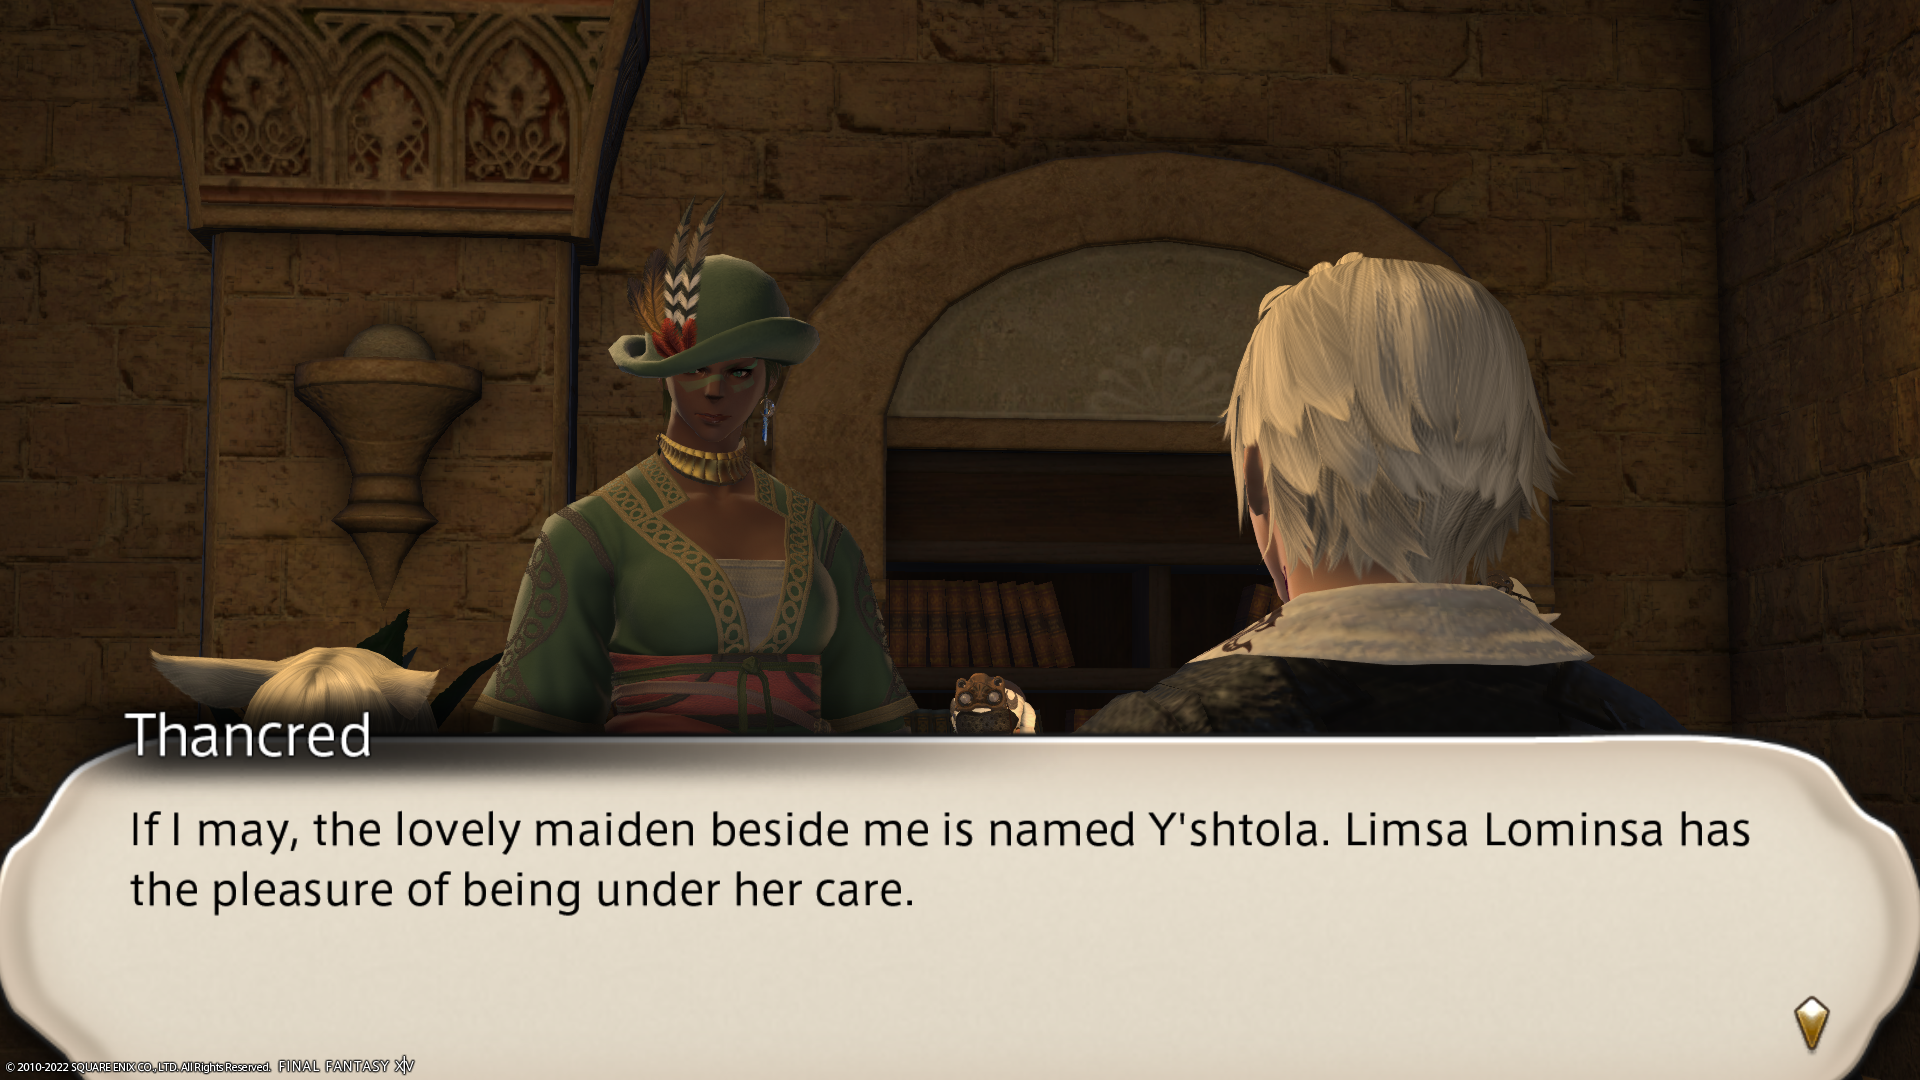 Thancred
If I may, the lovely maiden beside me is named Y'shtola. Limsa Lominsa has
the pleasure of being under her care.
© 2010-2022 SQUARE ENIX CO., LTD. All Rights Reserved. FINAL FANTASY XIV